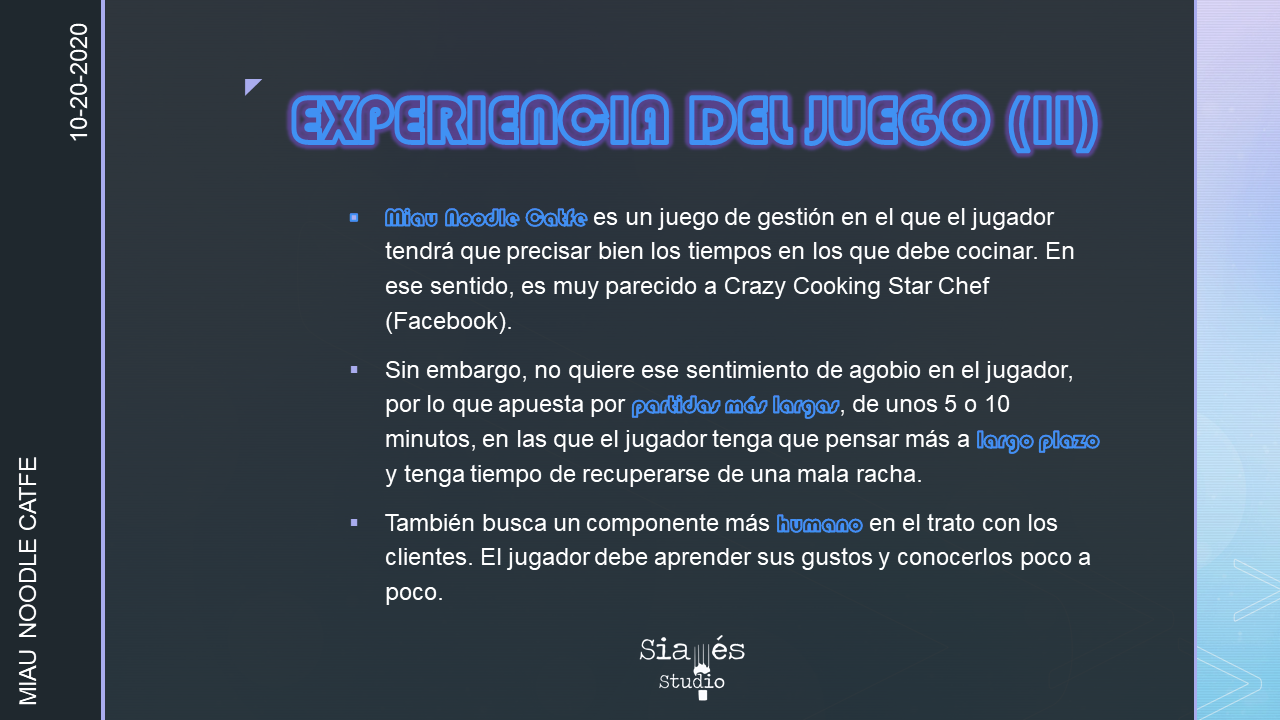 10-20-2020
MIAU NOODLE CATFE
EXPERIENCIA DEL JUEGO (II)
▪ Miau Noodle Catfe es un juego de gestión en el que el jugador
tendrá que precisar bien los tiempos en los que debe cocinar. En
ese sentido, es muy parecido a Crazy Cooking Star Chef
(Facebook).
▪ Sin embargo, no quiere ese sentimiento de agobio en el jugador,
por lo que apuesta por partidas más largas, de unos 5 o 10
minutos, en las que el jugador tenga que pensar más a largo plazo
y tenga tiempo de recuperarse de una mala racha.
▪ También busca un componente más humano en el trato con los
clientes. El jugador debe aprender sus gustos y conocerlos poco a
poco.
Siamés
Studio